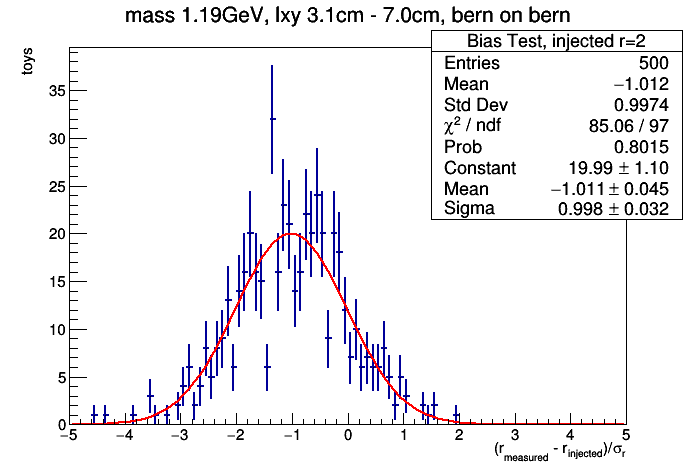 mass 1.19GeV, lxy 3.1cm - 7.0cm, bern on bern
toys
Bias Test, injected r=2
Entries 500
Mean −1.012
Std Dev 0.9974
χ² / ndf 85.06 / 97
Prob 0.8015
Constant 19.99 ± 1.10
Mean −1.011 ± 0.045
Sigma 0.998 ± 0.032
35
30
25
20
15
10
5
0
−5 −4 −3 −2 −1 0 1 2 3 4 5
(r_measured - r_injected)/σ_r